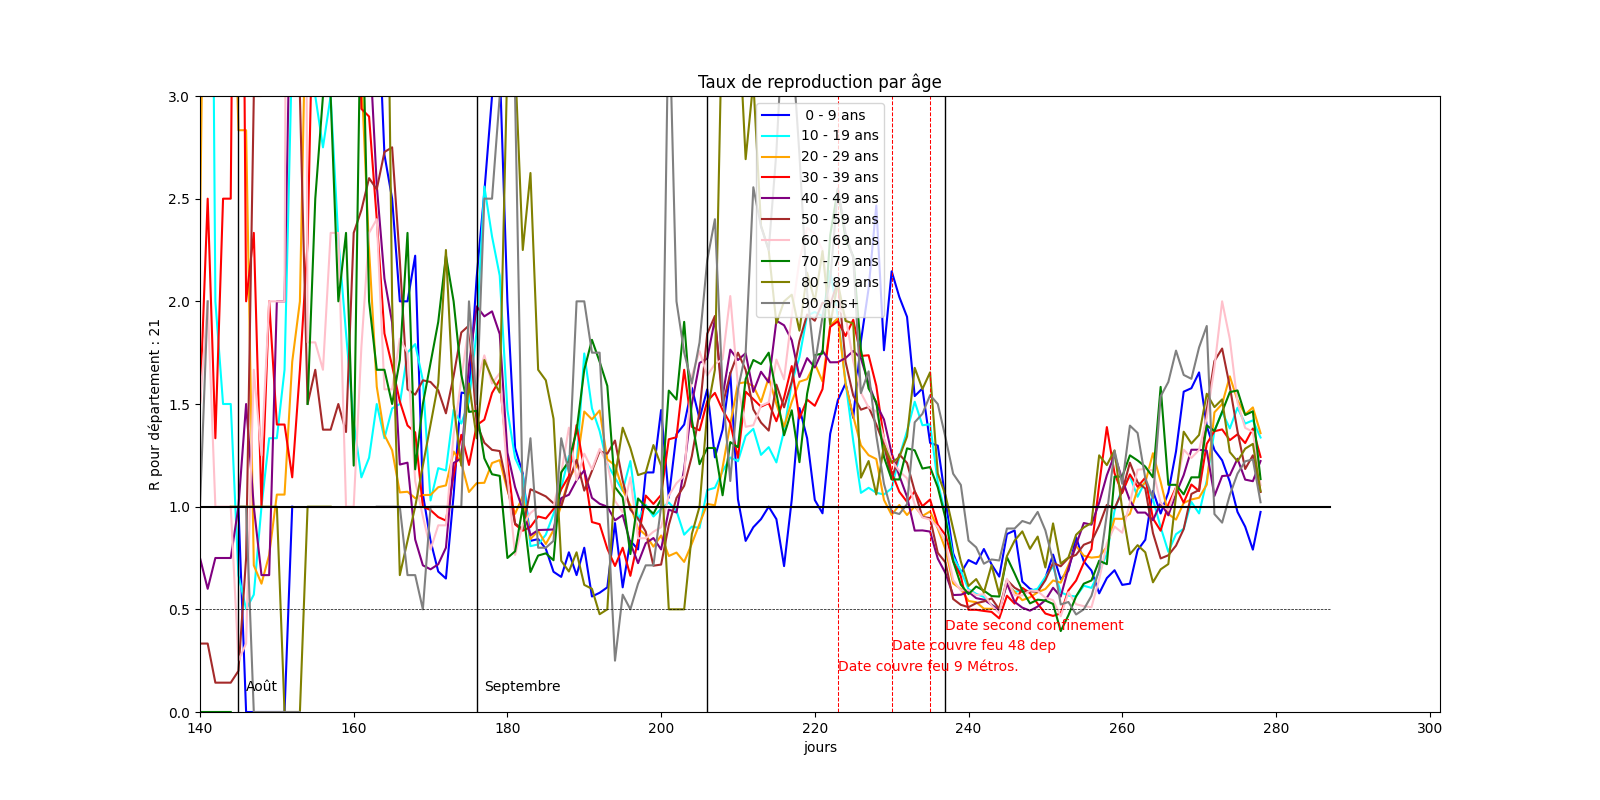 Taux de reproduction par âge
R pour département : 21
3.0
2.5
2.0
1.5
1.0
0.5
0.0
0 - 9 ans
10 - 19 ans
20 - 29 ans
30 - 39 ans
40 - 49 ans
50 - 59 ans
60 - 69 ans
70 - 79 ans
80 - 89 ans
90 ans+
Date second confinement
Date couvre feu 48 dep
Date couvre feu 9 Métros.
Août
Septembre
140 160 180 200 220 240 260 280 300
jours